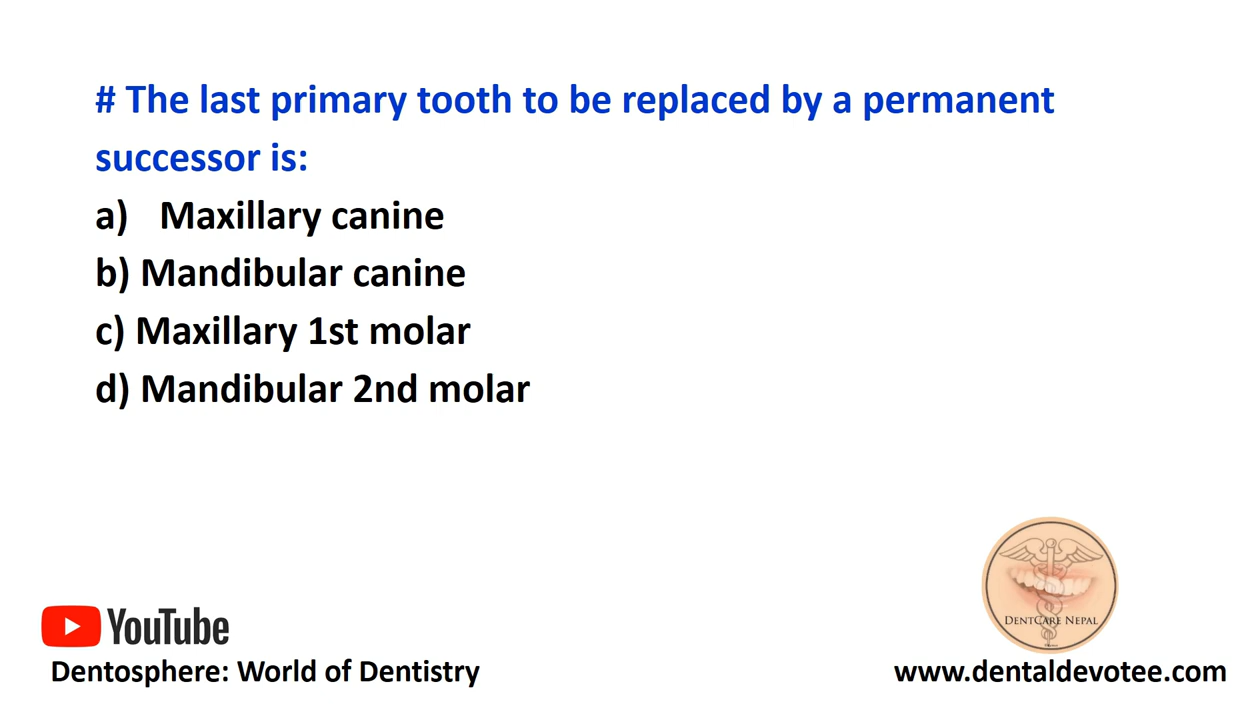 # The last primary tooth to be replaced by a permanent
successor is:
a) Maxillary canine
b) Mandibular canine
c) Maxillary 1st molar
d) Mandibular 2nd molar
DENTCARE NEPAL
YouTube
Dentosphere: World of Dentistry
www.dentaldevotee.com